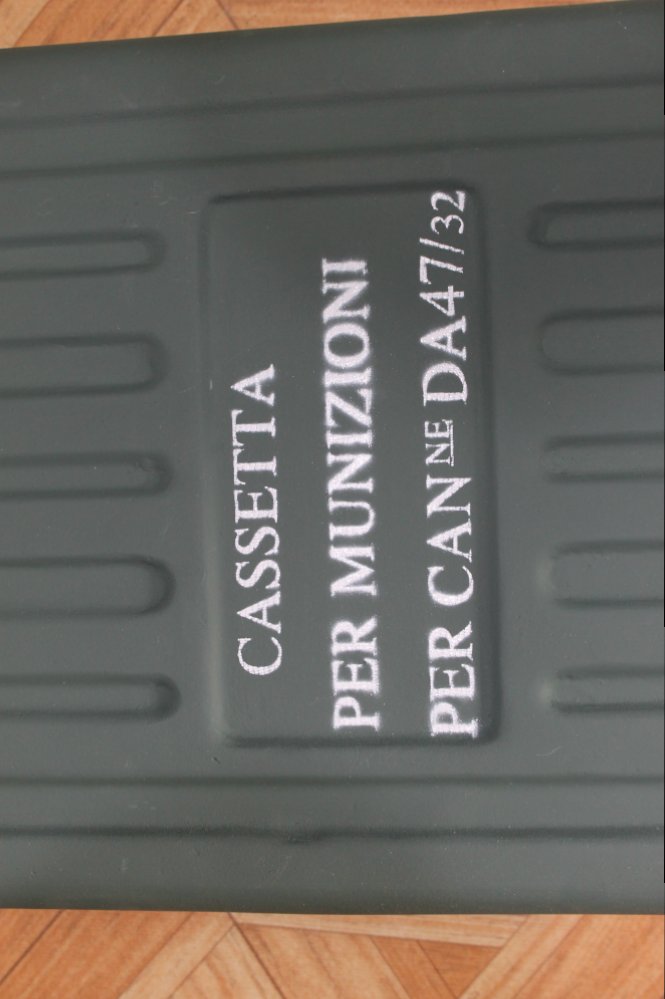 CASSETTA
PER MUNIZIONI
PER CANNE DA47/32